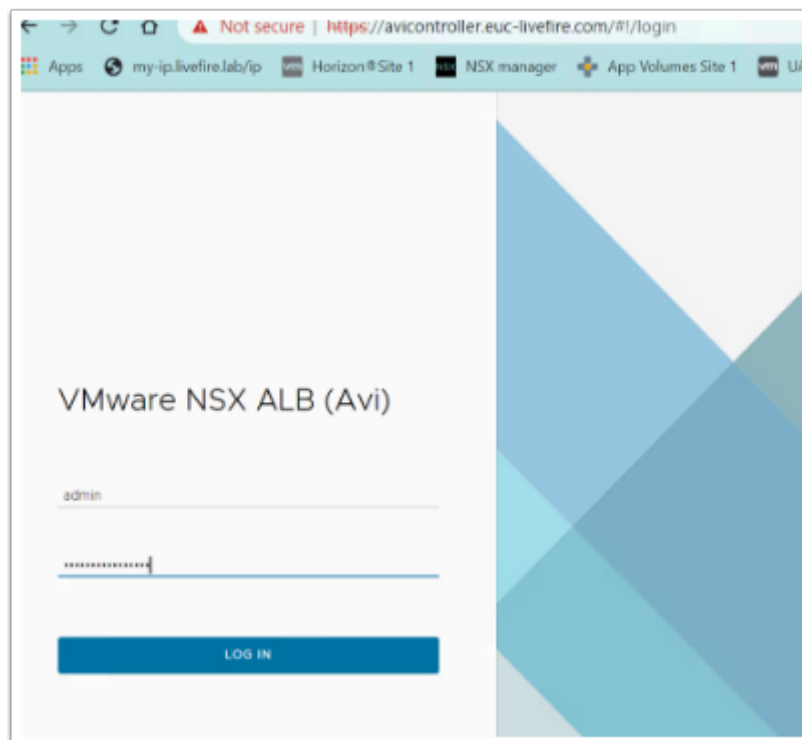 Not secure | https://avicontroller.euc-livefire.com/#!/login
Apps my-ip.livefire.lab/ip Horizon® Site 1 NSX manager App Volumes Site 1 UA
VMware NSX ALB (Avi)
admin
LOG IN